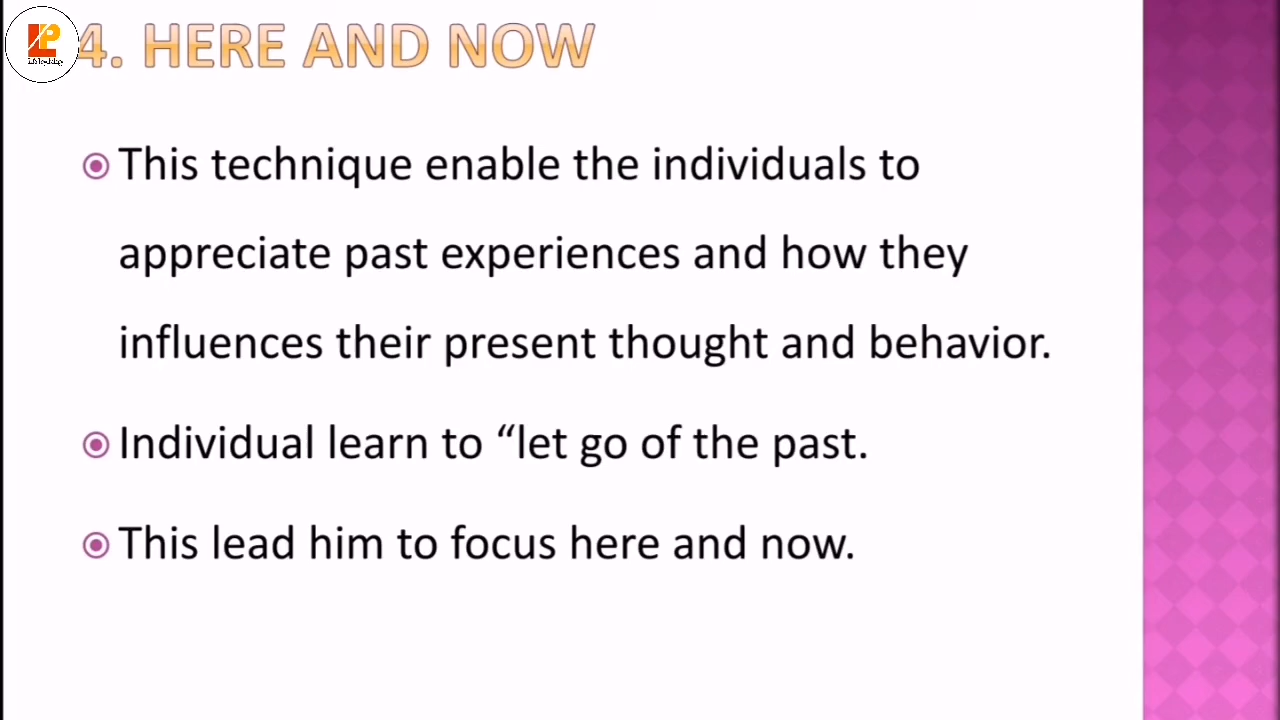 4. HERE AND NOW
This technique enable the individuals to
appreciate past experiences and how they
influences their present thought and behavior.
Individual learn to “let go of the past.
This lead him to focus here and now.